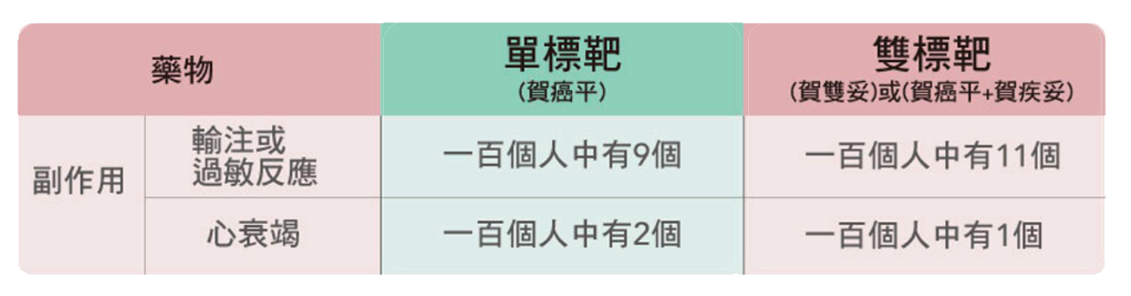 藥物
單標靶
(賀癌平)
雙標靶
(賀雙妥)或(賀癌平+賀疾妥)
副作用
輸注或
過敏反應
一百個人中有9個
一百個人中有11個
心衰竭
一百個人中有2個
一百個人中有1個